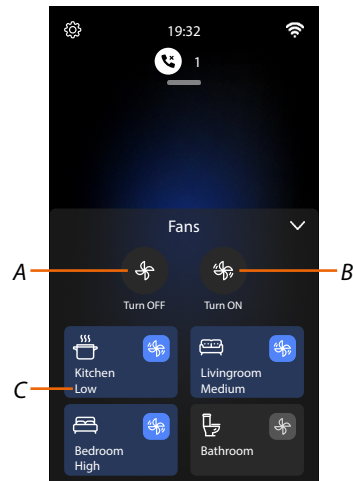 19:32
1
Fans
A
B
Turn OFF
Turn ON
Kitchen
Low
Livingroom
Medium
C
Bedroom
High
Bathroom